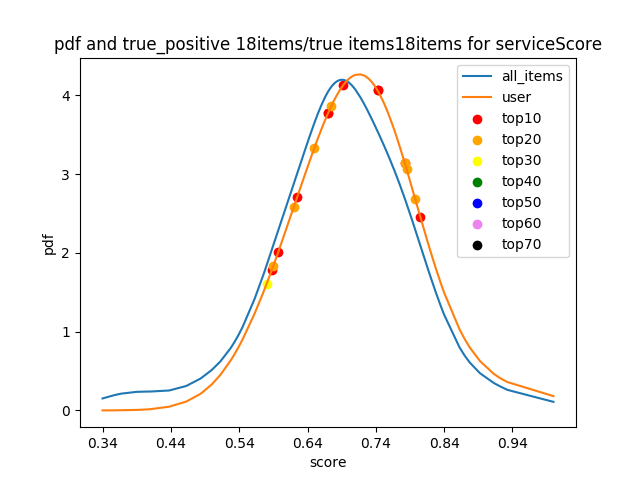 pdf and true_positive 18items/true items18items for serviceScore
all_items
user
top10
top20
top30
top40
top50
top60
top70
4
3
2
1
0
pdf
0.34 0.44 0.54 0.64 0.74 0.84 0.94
score